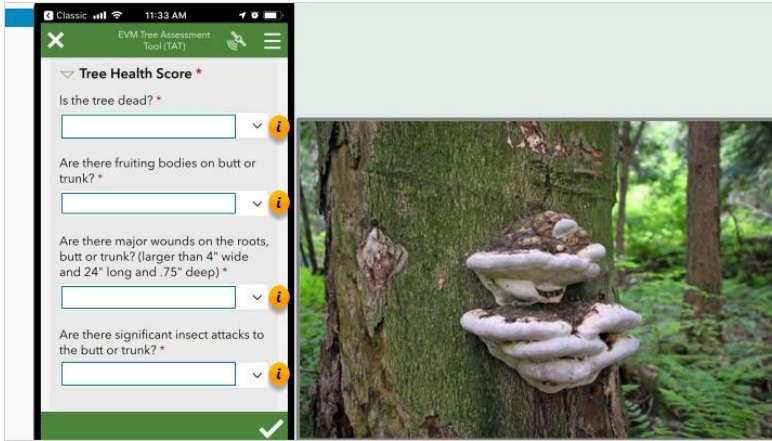 Classic 11:33 AM
EVM Tree Assessment
Tool (TAT)
Tree Health Score *
Is the tree dead? *
i
Are there fruiting bodies on butt or
trunk? *
i
Are there major wounds on the roots,
butt or trunk? (larger than 4" wide
and 24" long and .75" deep) *
i
Are there significant insect attacks to
the butt or trunk? *
i